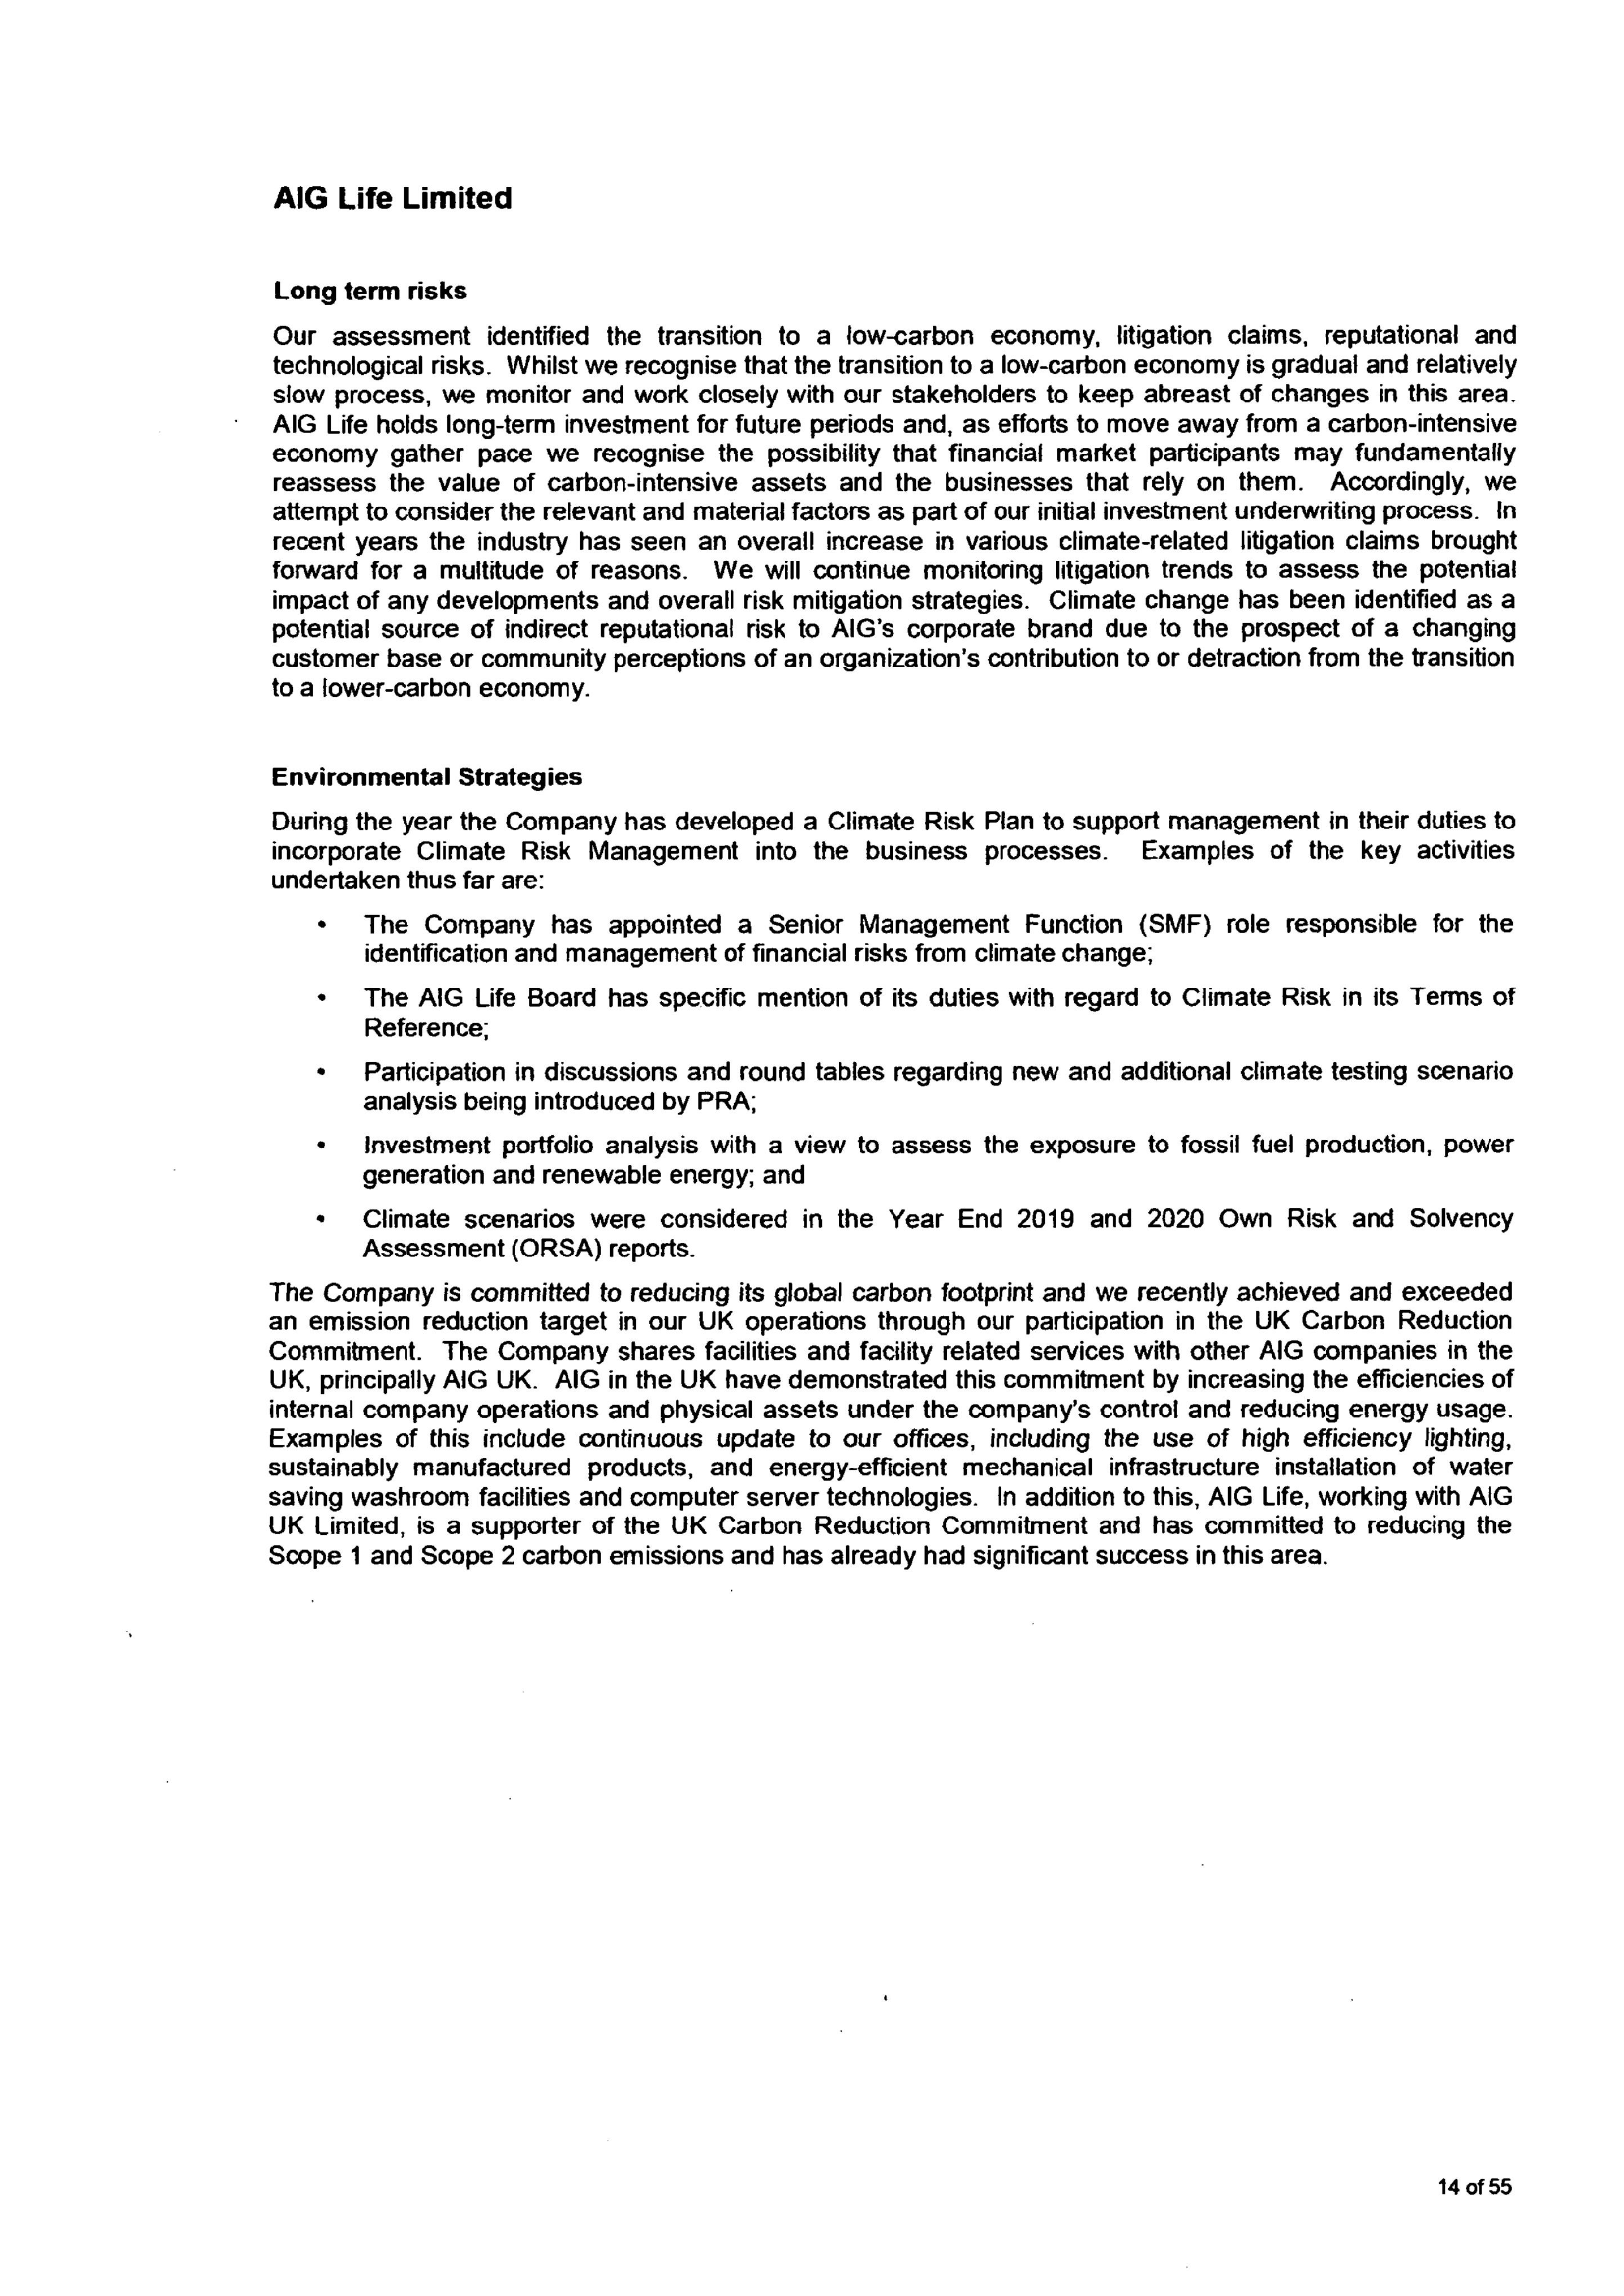 AIG Life Limited
Long term risks
Our assessment identified the transition to a low-carbon economy, litigation claims, reputational and
technological risks. Whilst we recognise that the transition to a low-carbon economy is gradual and relatively
slow process, we monitor and work closely with our stakeholders to keep abreast of changes in this area.
AIG Life holds long-term investment for future periods and, as efforts to move away from a carbon-intensive
economy gather pace we recognise the possibility that financial market participants may fundamentally
reassess the value of carbon-intensive assets and the businesses that rely on them. Accordingly, we
attempt to consider the relevant and material factors as part of our initial investment underwriting process. In
recent years the industry has seen an overall increase in various climate-related litigation claims brought
forward for a multitude of reasons. We will continue monitoring litigation trends to assess the potential
impact of any developments and overall risk mitigation strategies. Climate change has been identified as a
potential source of indirect reputational risk to AIG's corporate brand due to the prospect of a changing
customer base or community perceptions of an organization's contribution to or detraction from the transition
to a lower-carbon economy.
Environmental Strategies
During the year the Company has developed a Climate Risk Plan to support management in their duties to
incorporate Climate Risk Management into the business processes. Examples of the key activities
undertaken thus far are:
• The Company has appointed a Senior Management Function (SMF) role responsible for the
identification and management of financial risks from climate change;
• The AIG Life Board has specific mention of its duties with regard to Climate Risk in its Terms of
Reference;
• Participation in discussions and round tables regarding new and additional climate testing scenario
analysis being introduced by PRA;
• Investment portfolio analysis with a view to assess the exposure to fossil fuel production, power
generation and renewable energy; and
• Climate scenarios were considered in the Year End 2019 and 2020 Own Risk and Solvency
Assessment (ORSA) reports.
The Company is committed to reducing its global carbon footprint and we recently achieved and exceeded
an emission reduction target in our UK operations through our participation in the UK Carbon Reduction
Commitment. The Company shares facilities and facility related services with other AIG companies in the
UK, principally AIG UK. AIG in the UK have demonstrated this commitment by increasing the efficiencies of
internal company operations and physical assets under the company's control and reducing energy usage.
Examples of this include continuous update to our offices, including the use of high efficiency lighting,
sustainably manufactured products, and energy-efficient mechanical infrastructure installation of water
saving washroom facilities and computer server technologies. In addition to this, AIG Life, working with AIG
UK Limited, is a supporter of the UK Carbon Reduction Commitment and has committed to reducing the
Scope 1 and Scope 2 carbon emissions and has already had significant success in this area.
14 of 55